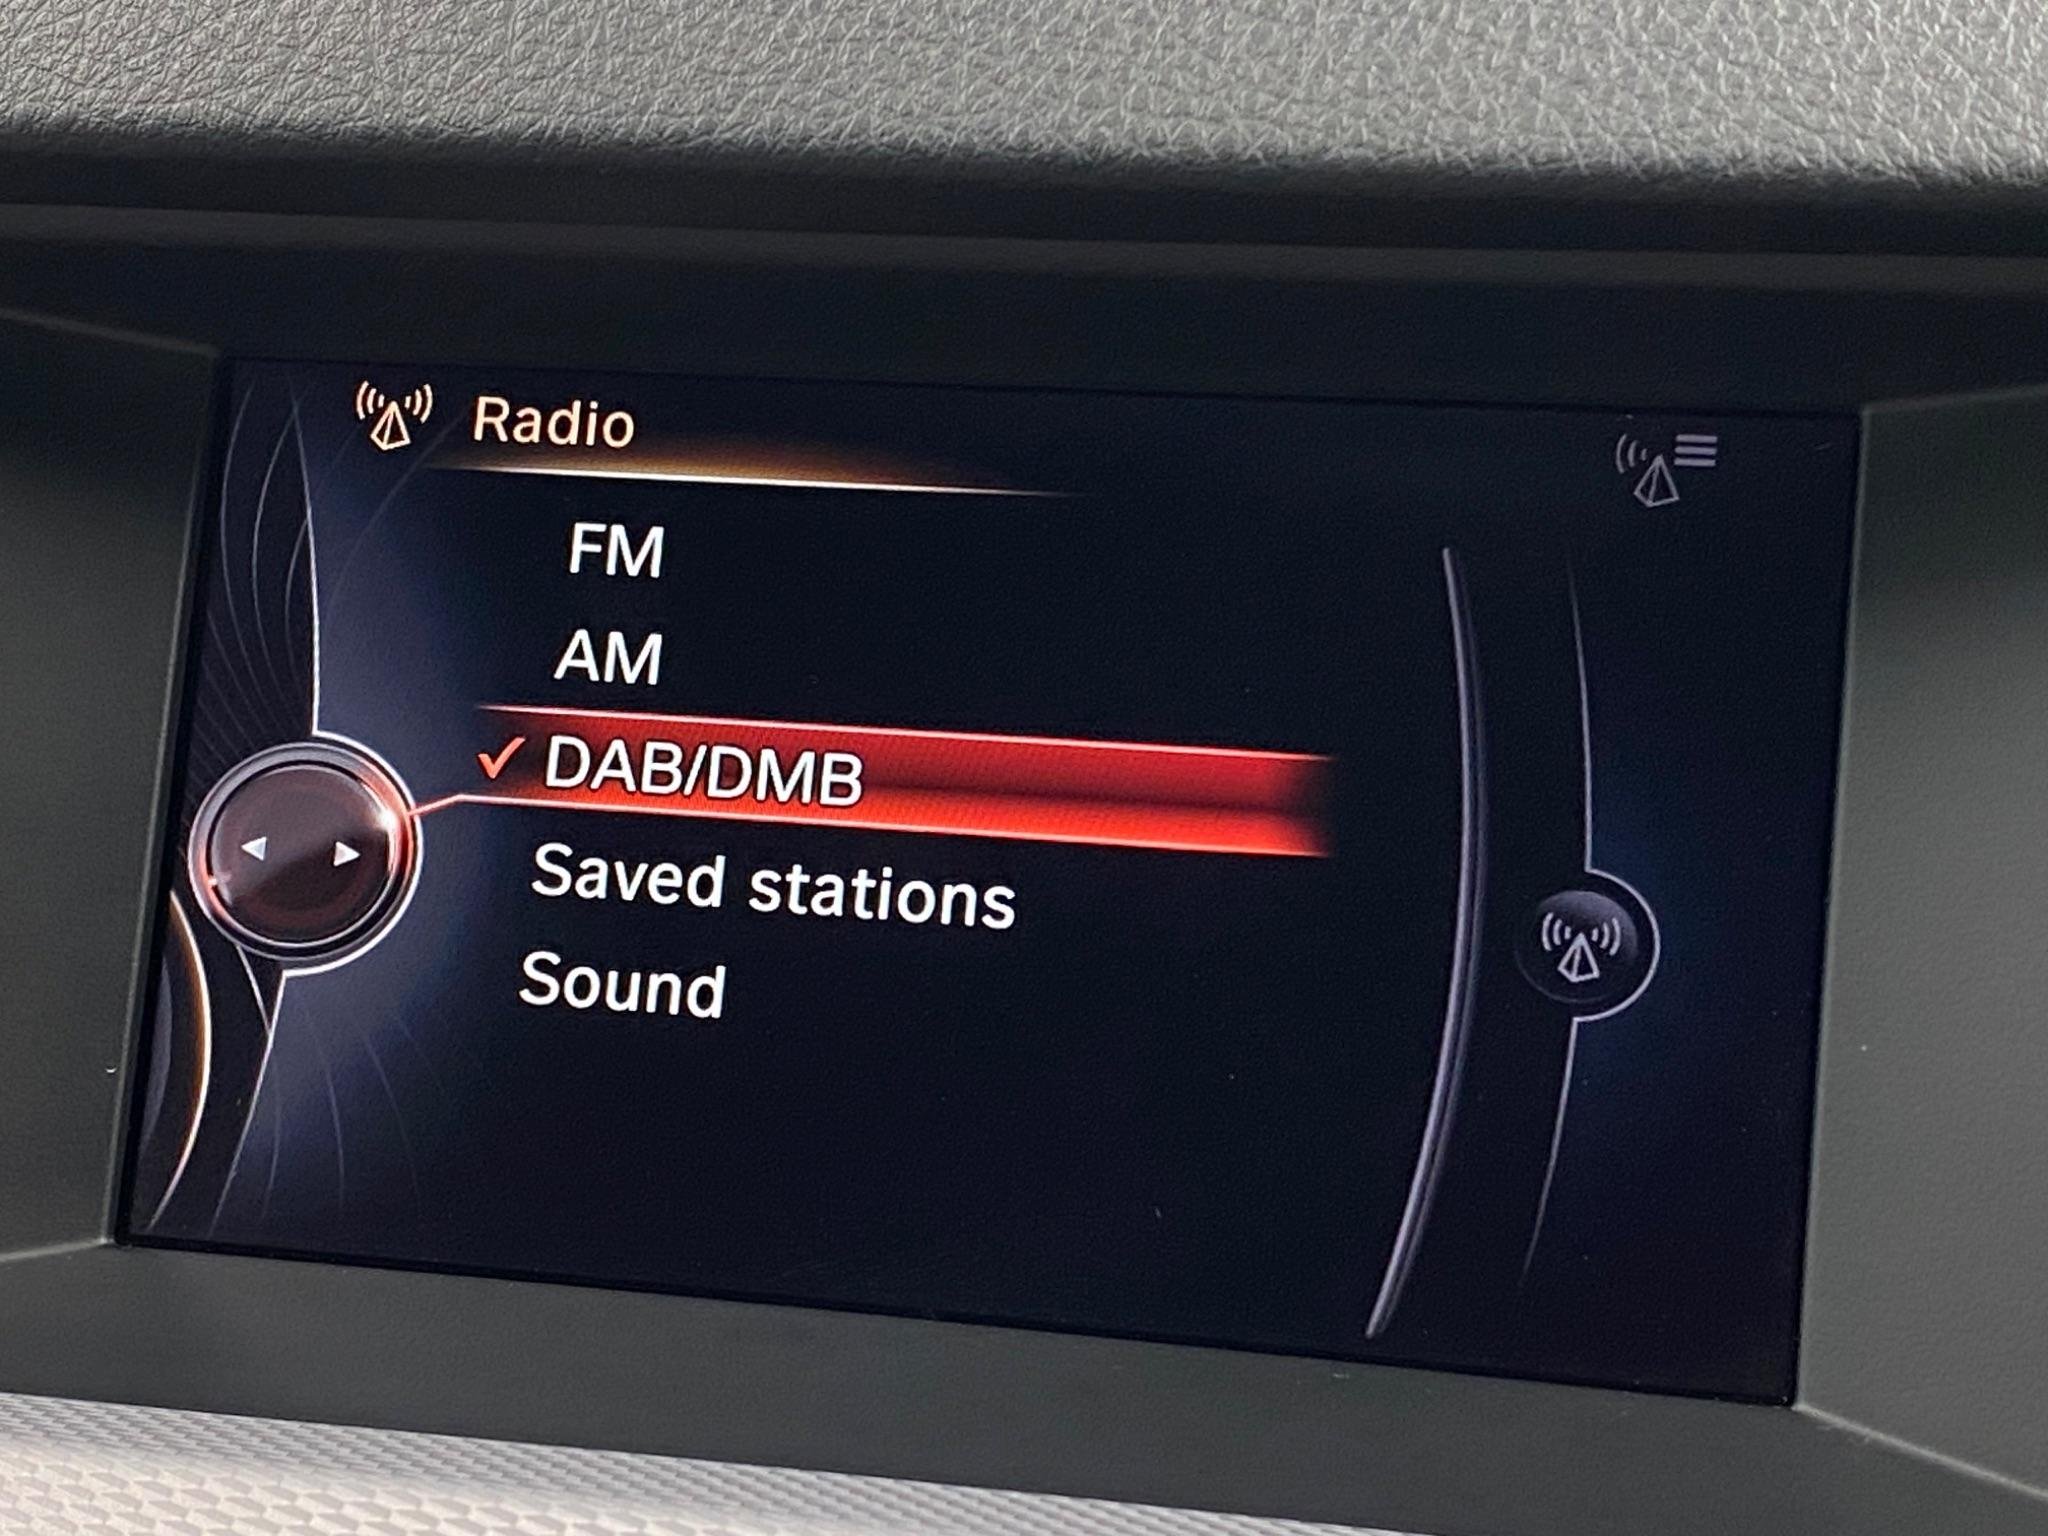 Radio
FM
AM
DAB/DMB
Saved stations
Sound